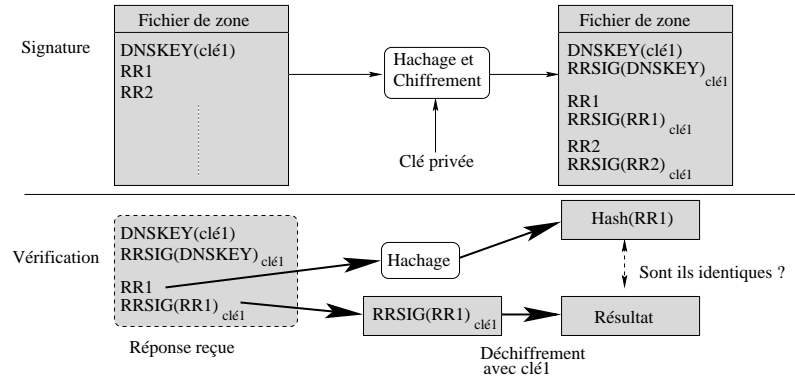 Signature
Fichier de zone
DNSKEY(clé1)
RR1
RR2
Hachage et
Chiffrement
Clé privée
Fichier de zone
DNSKEY(clé1)
RRSIG(DNSKEY) clé1
RR1
RRSIG(RR1) clé1
RR2
RRSIG(RR2) clé1
Vérification
DNSKEY(clé1)
RRSIG(DNSKEY) clé1
RR1
RRSIG(RR1) clé1
Réponse reçue
Hachage
Hash(RR1)
Sont ils identiques ?
RRSIG(RR1) clé1
Résultat
Déchiffrement
avec clé1